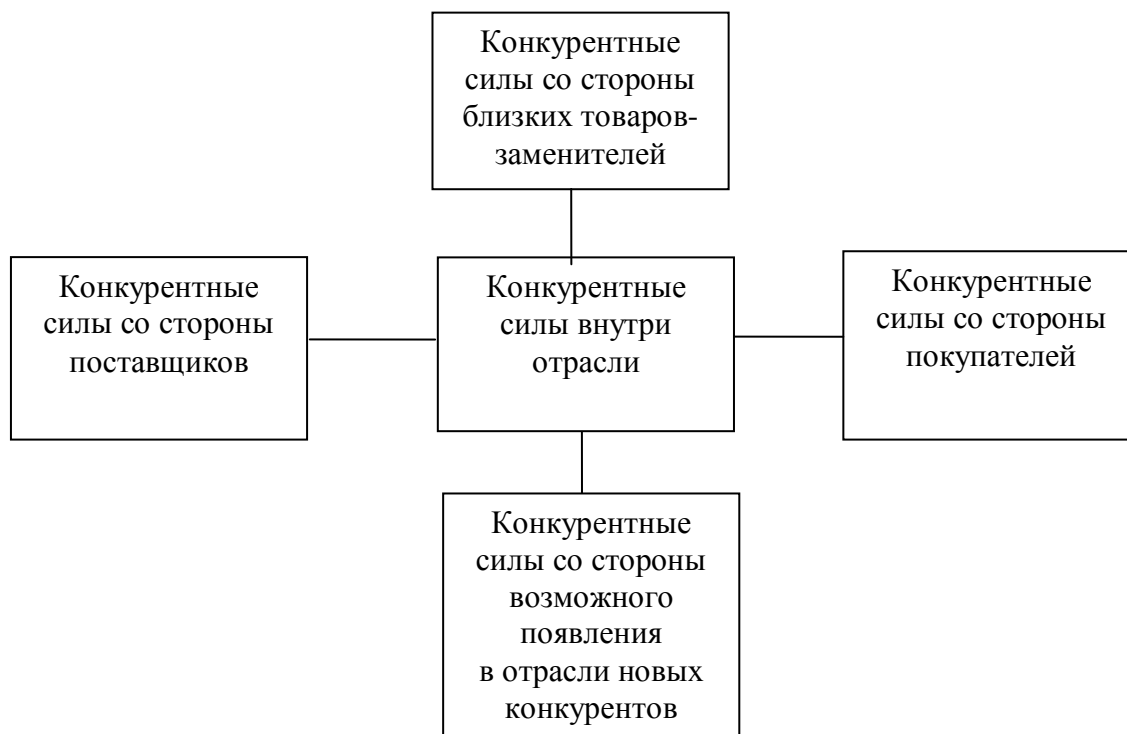 Конкурентные
силы со стороны
близких товаров-
заменителей
Конкурентные
силы со стороны
поставщиков
Конкурентные
силы внутри
отрасли
Конкурентные
силы со стороны
покупателей
Конкурентные
силы со стороны
возможного
появления
в отрасли новых
конкурентов